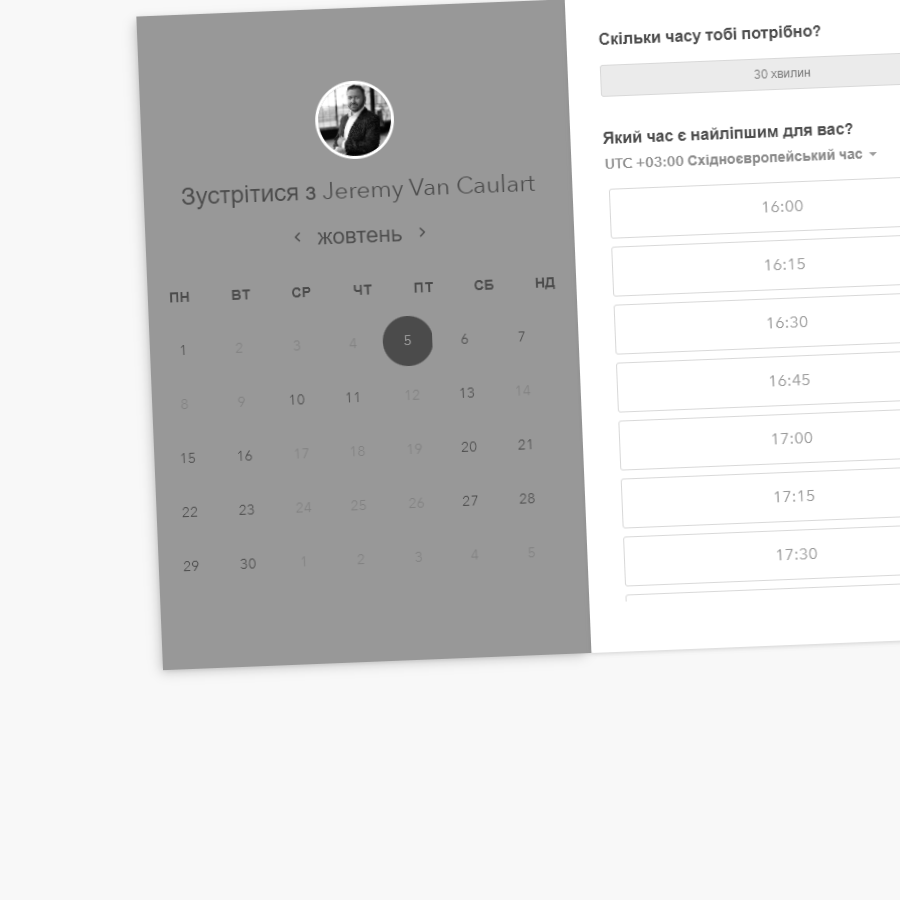 Зустрітися з Jeremy Van Caulart
жовтень
ПН ВТ СР ЧТ ПТ СБ НД
1 2 3 4 5 6 7
8 9 10 11 12 13 14
15 16 17 18 19 20 21
22 23 24 25 26 27 28
29 30 1 2 3 4 5
Скільки часу тобі потрібно?
30 хвилин
Який час є найліпшим для вас?
UTC +03:00 Східноєвропейський час
16:00
16:15
16:30
16:45
17:00
17:15
17:30